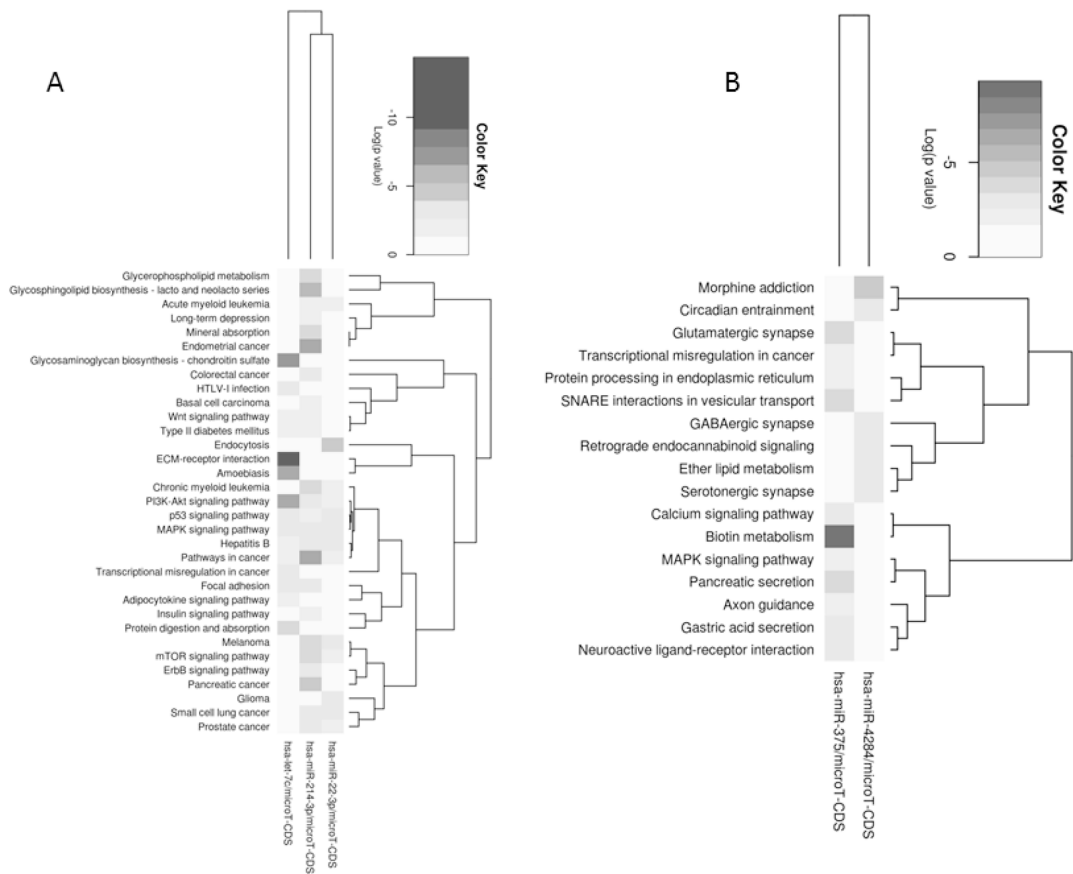 A
-10
-5
0
Log(p value)
Color Key
Glycerophospholipid metabolism
Glycosphingolipid biosynthesis - lacto and neolacto series
Acute myeloid leukemia
Long-term depression
Mineral absorption
Endometrial cancer
Glycosaminoglycan biosynthesis - chondroitin sulfate
Colorectal cancer
HTLV-I infection
Basal cell carcinoma
Wnt signaling pathway
Type II diabetes mellitus
Endocytosis
ECM-receptor interaction
Amoebiasis
Chronic myeloid leukemia
PI3K-Akt signaling pathway
p53 signaling pathway
MAPK signaling pathway
Hepatitis B
Pathways in cancer
Transcriptional misregulation in cancer
Focal adhesion
Adipocytokine signaling pathway
Insulin signaling pathway
Protein digestion and absorption
Melanoma
mTOR signaling pathway
ErbB signaling pathway
Pancreatic cancer
Glioma
Small cell lung cancer
Prostate cancer
hsa-let-7c/microT-CDS
hsa-miR-214-3p/microT-CDS
hsa-miR-22-3p/microT-CDS
B
-5
0
Log(p value)
Color Key
Morphine addiction
Circadian entrainment
Glutamatergic synapse
Transcriptional misregulation in cancer
Protein processing in endoplasmic reticulum
SNARE interactions in vesicular transport
GABAergic synapse
Retrograde endocannabinoid signaling
Ether lipid metabolism
Serotonergic synapse
Calcium signaling pathway
Biotin metabolism
MAPK signaling pathway
Pancreatic secretion
Axon guidance
Gastric acid secretion
Neuroactive ligand-receptor interaction
hsa-miR-375/microT-CDS
hsa-miR-4284/microT-CDS